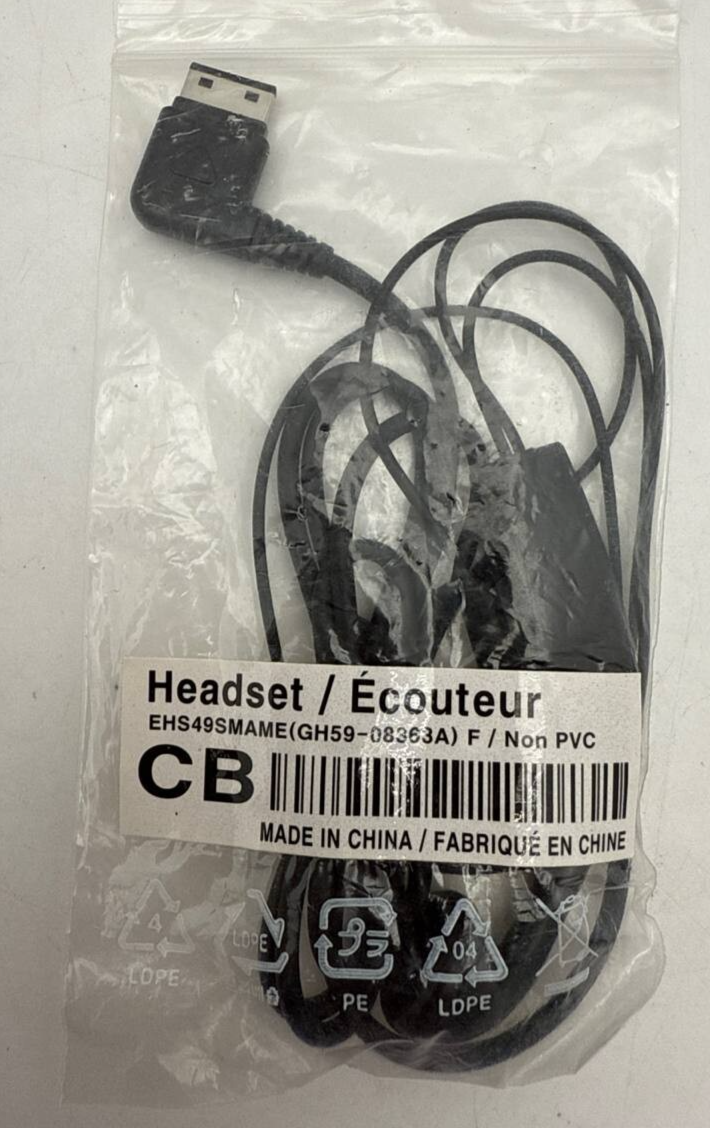 Headset / Écouteur
EHS49SMAME(GH59-08363A) F / Non PVC
CB
MADE IN CHINA / FABRIQUÉ EN CHINE
4 LDPE 04
LDPE PE LDPE